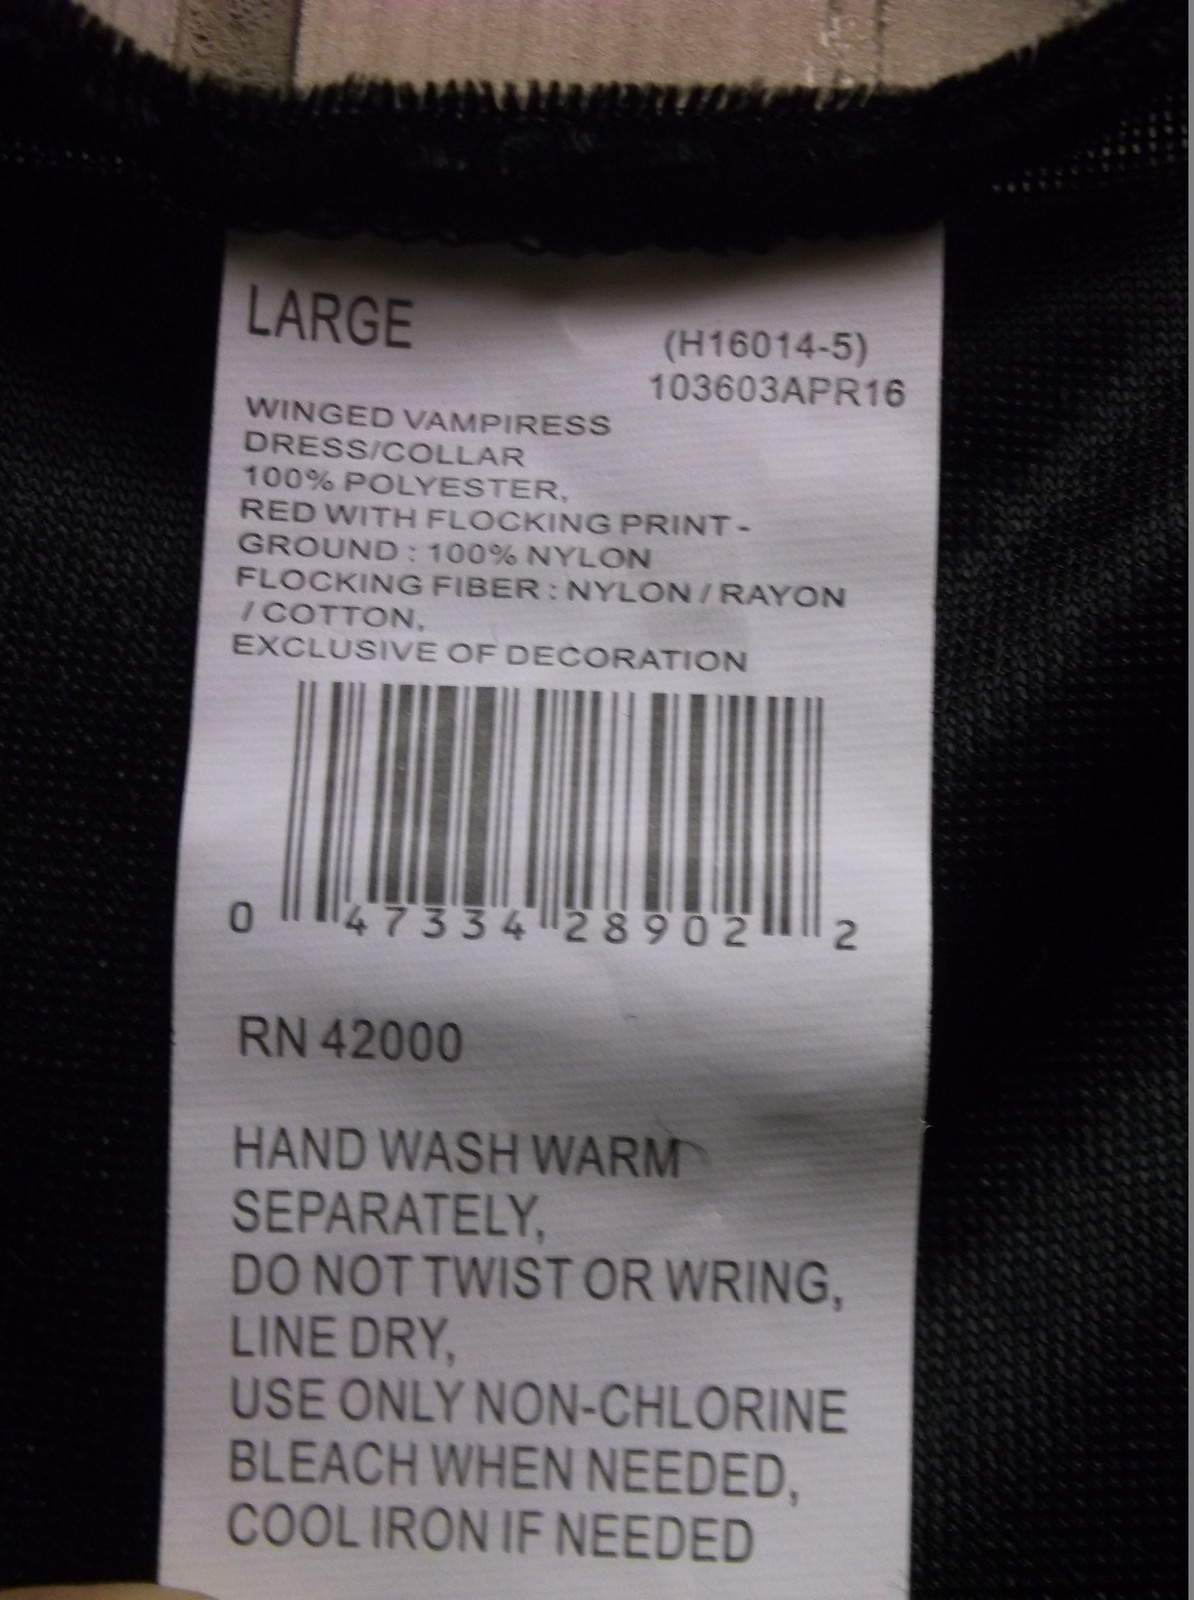 LARGE
(H16014-5)
103603APR16
WINGED VAMPIRESS
DRESS/COLLAR
100% POLYESTER,
RED WITH FLOCKING PRINT -
GROUND : 100% NYLON
FLOCKING FIBER : NYLON / RAYON
/ COTTON,
EXCLUSIVE OF DECORATION
0 47334 28902 2
RN 42000
HAND WASH WARM
SEPARATELY,
DO NOT TWIST OR WRING,
LINE DRY,
USE ONLY NON-CHLORINE
BLEACH WHEN NEEDED,
COOL IRON IF NEEDED